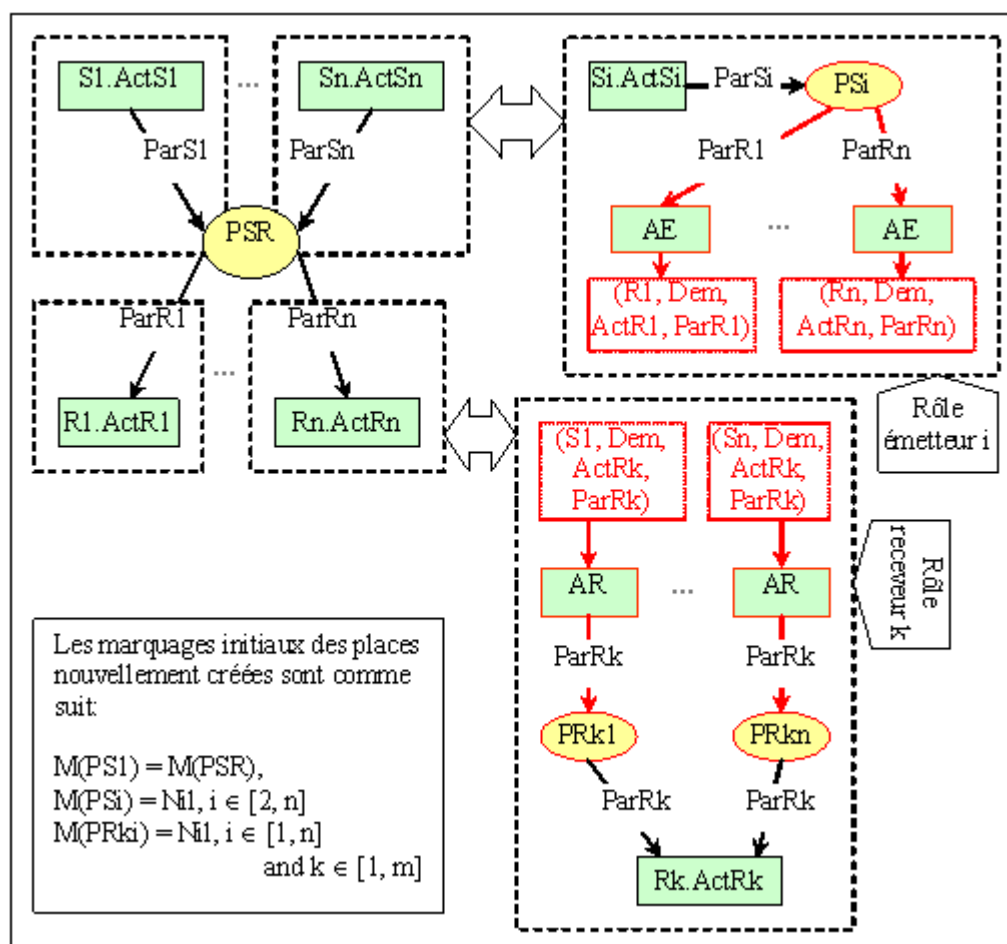 S1.ActS1
...
Sn.ActSn
ParS1
ParSn
PSR
ParR1
ParRn
R1.ActR1
...
Rn.ActRn
Si.ActSi
ParSi
PSi
ParR1
ParRn
AE
...
AE
(R1, Dem,
ActR1, ParR1)
(Rn, Dem,
ActRn, ParRn)
Rôle
émetteur i
(S1, Dem,
ActRk,
ParRk)
(Sn, Dem,
ActRk,
ParRk)
AR
...
AR
ParRk
ParRk
PRk1
PRkn
ParRk
ParRk
Rk.ActRk
Rôle
receveur k
Les marquages initiaux des places
nouvellement créées sont comme
suit:
M(PS1) = M(PSR),
M(PSi) = Nil, i ∈ [2, n]
M(PRki) = Nil, i ∈ [1, n]
and k ∈ [1, m]